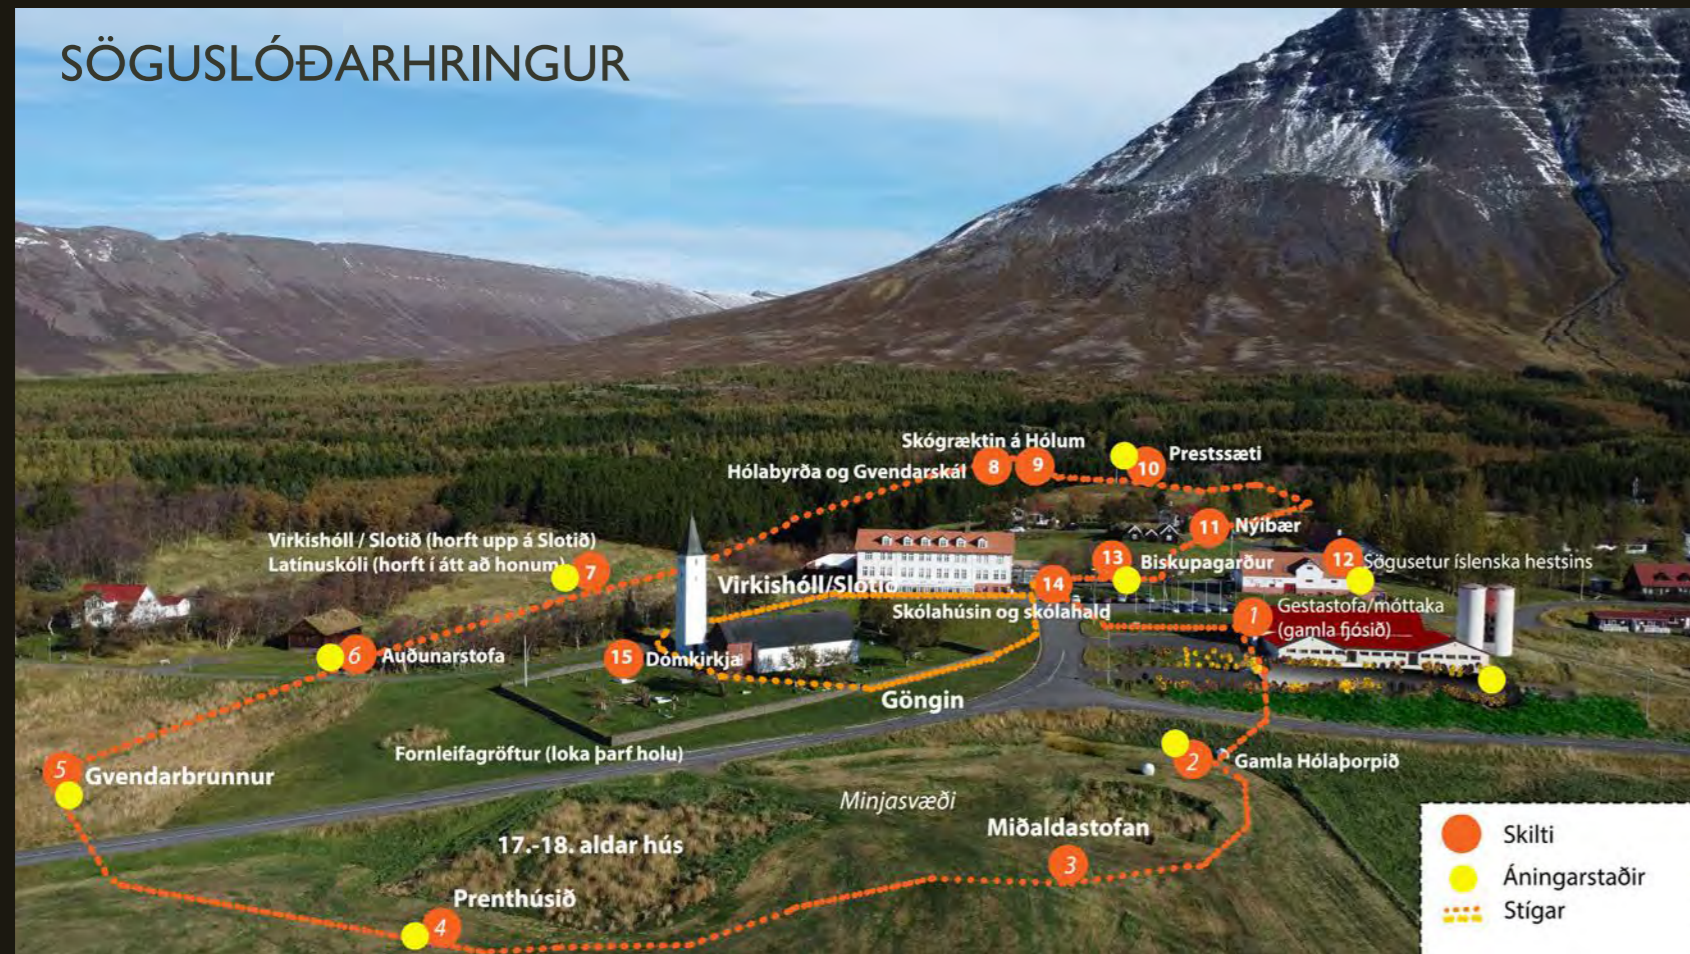 SÖGUSLÓÐARHRINGUR
Skógræktin á Hólum
8
9
10
Prestssæti
Hólabyrða og Gvendarskál
11
Nýibær
Virkishóll / Slotið (horft upp á Slotið)
Latínuskóli (horft í átt að honum)
7
13
Biskupagarður
12
Sögusetur íslenska hestsins
Virkishóll/Slotið
14
Skólahúsin og skólahald
1
Gestastofa/móttaka
(gamla fjósið)
6
Auðunarstofa
15
Dómkirkja
Göngin
Fornleifagröftur (loka þarf holu)
2
Gamla Hólaþorpið
5
Gvendarbrunnur
Minjasvæði
Miðaldastofan
3
17.-18. aldar hús
Prenthúsið
4
Skilti
Áningarstaðir
Stígar